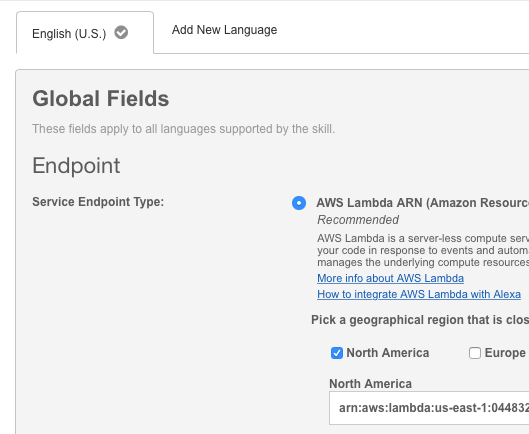 English (U.S.)
Add New Language
Global Fields
These fields apply to all languages supported by the skill.
Endpoint
Service Endpoint Type:
AWS Lambda ARN (Amazon Resourc
Recommended
AWS Lambda is a server-less compute serv
your code in response to events and autom
manages the underlying compute resources
More info about AWS Lambda
How to integrate AWS Lambda with Alexa
Pick a geographical region that is clos
North America
Europe
North America
arn:aws:lambda:us-east-1:044832